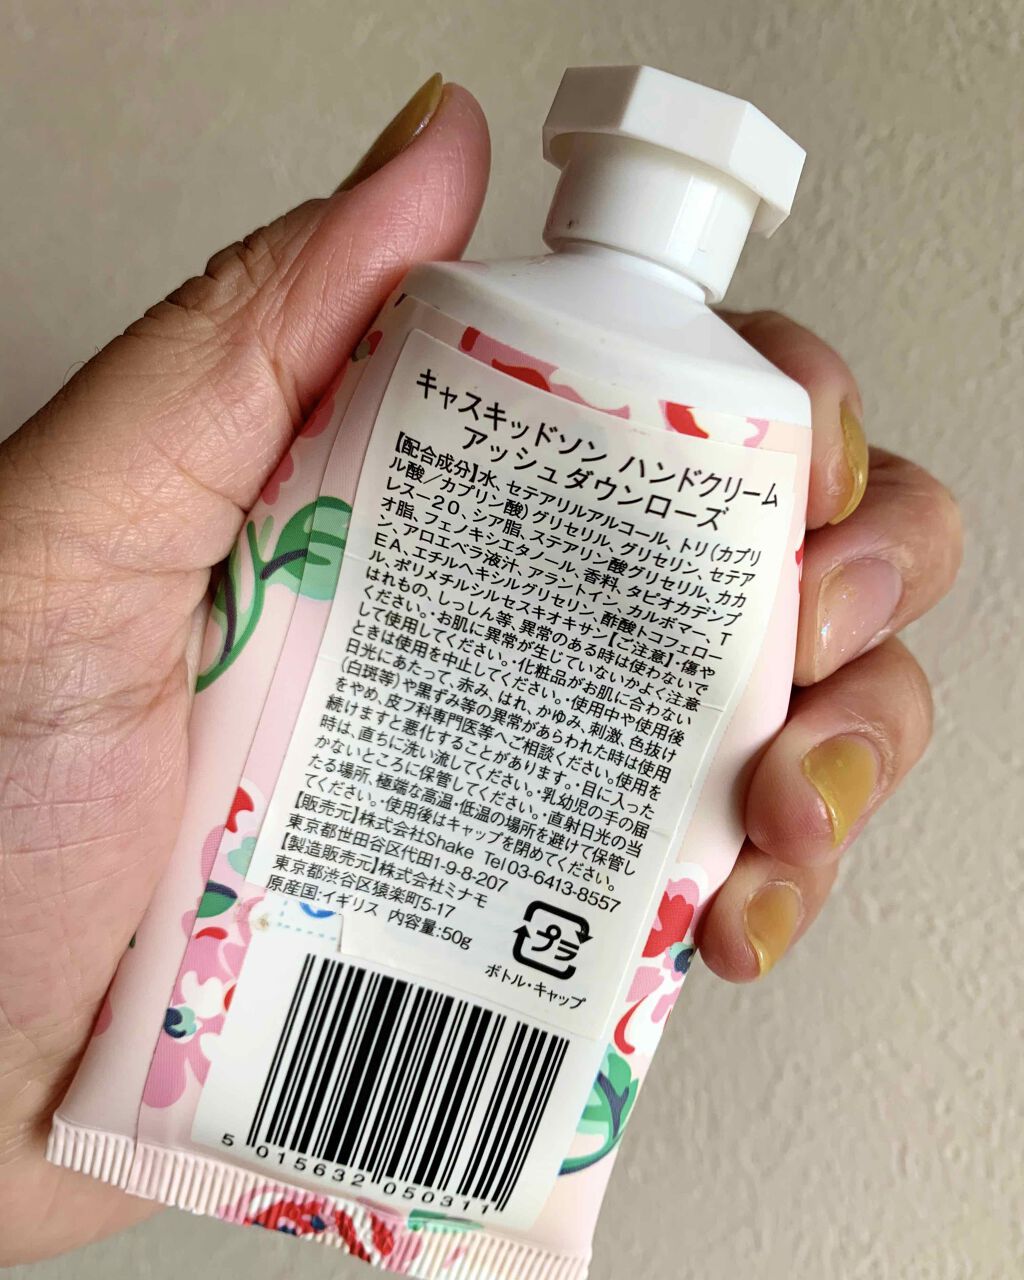 キャスキッドソン ハンドクリーム
アッシュダウンローズ
【配合成分】水、セテアリルアルコール、トリ(カプリ
ル酸/カプリン酸)グリセリル、グリセリン、セテア
レス-20、シア脂、ステアリン酸グリセリル、カカ
オ脂、フェノキシエタノール、香料、タピオカデンプ
ン、アロエベラ液汁、アラントイン、カルボマー、T
EA、エチルヘキシルグリセリン、酢酸トコフェロー
ル、ポリメチルシルセスキオキサン【ご注意】・傷や
はれもの、しっしん等、異常のある時は使わないで
ください。・お肌に異常が生じていないかよく注意
して使用してください。・化粧品がお肌に合わない
ときは使用を中止してください。・使用中や使用後
日光にあたって、赤み、はれ、かゆみ、刺激、色抜け
(白斑等)や黒ずみ等の異常があらわれた時は使用
をやめ、皮フ科専門医等へご相談ください。使用を
続けますと悪化することがあります。・目に入った
時は、直ちに洗い流してください。・乳幼児の手の届
かないところに保管してください。・直射日光の当
たる場所、極端な高温・低温の場所を避けて保管し
てください。・使用後はキャップを閉めてください。
【販売元】株式会社Shake Tel 03-6413-8557
東京都世田谷区代田1-9-8-207
【製造販売元】株式会社ミナモ
東京都渋谷区猿楽町5-17
原産国:イギリス 内容量:50g
プラ
ボトル・キャップ
5 015632 050311